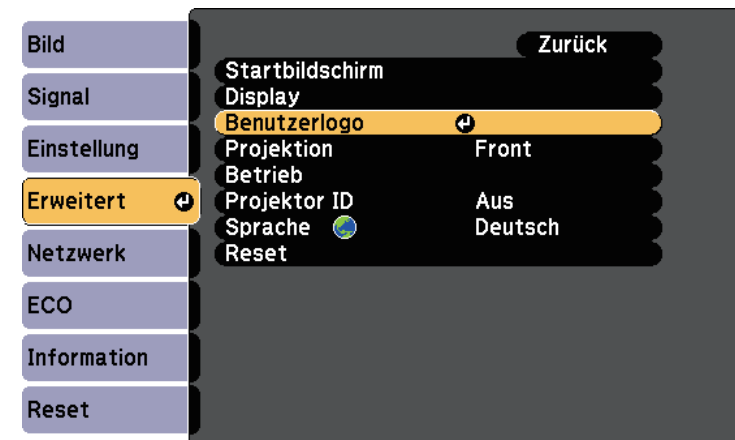 Bild
Signal
Einstellung
Erweitert
Netzwerk
ECO
Information
Reset
Zurück
Startbildschirm
Display
Benutzerlogo
Projektion Front
Betrieb
Projektor ID Aus
Sprache Deutsch
Reset